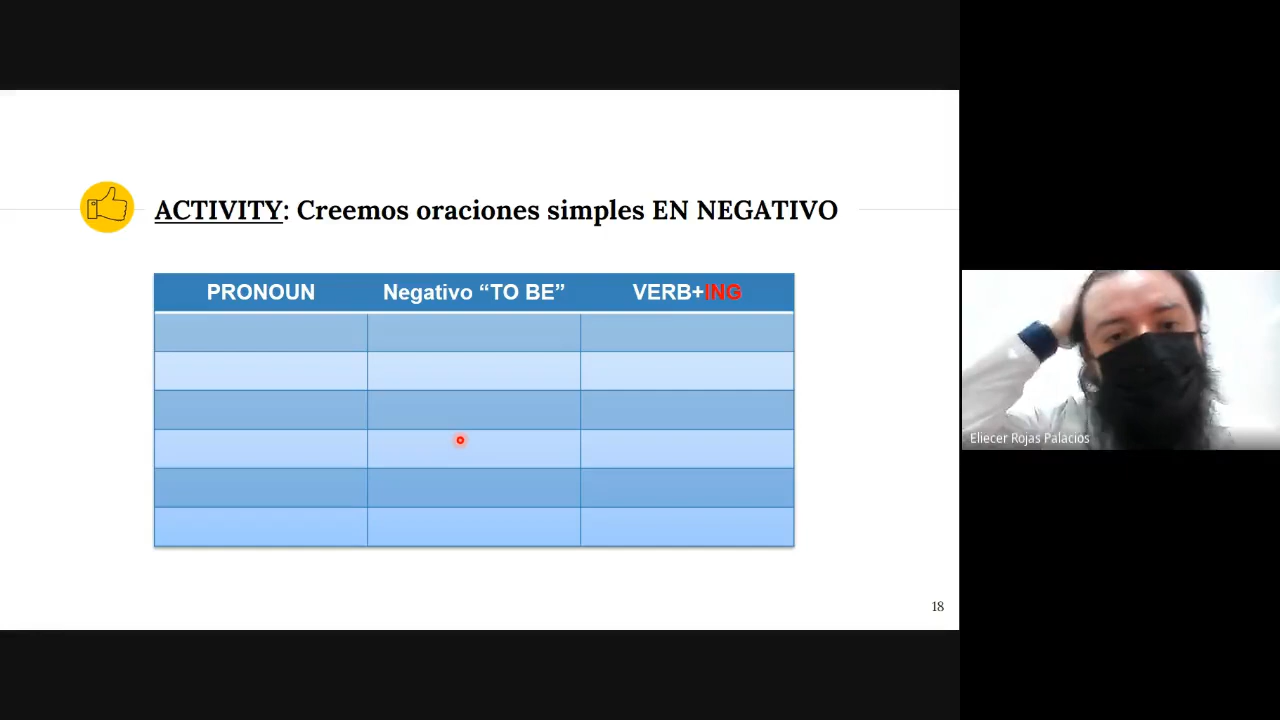 ACTIVITY: Creemos oraciones simples EN NEGATIVO
PRONOUN Negativo “TO BE” VERB+ING
18
Eliecer Rojas Palacios